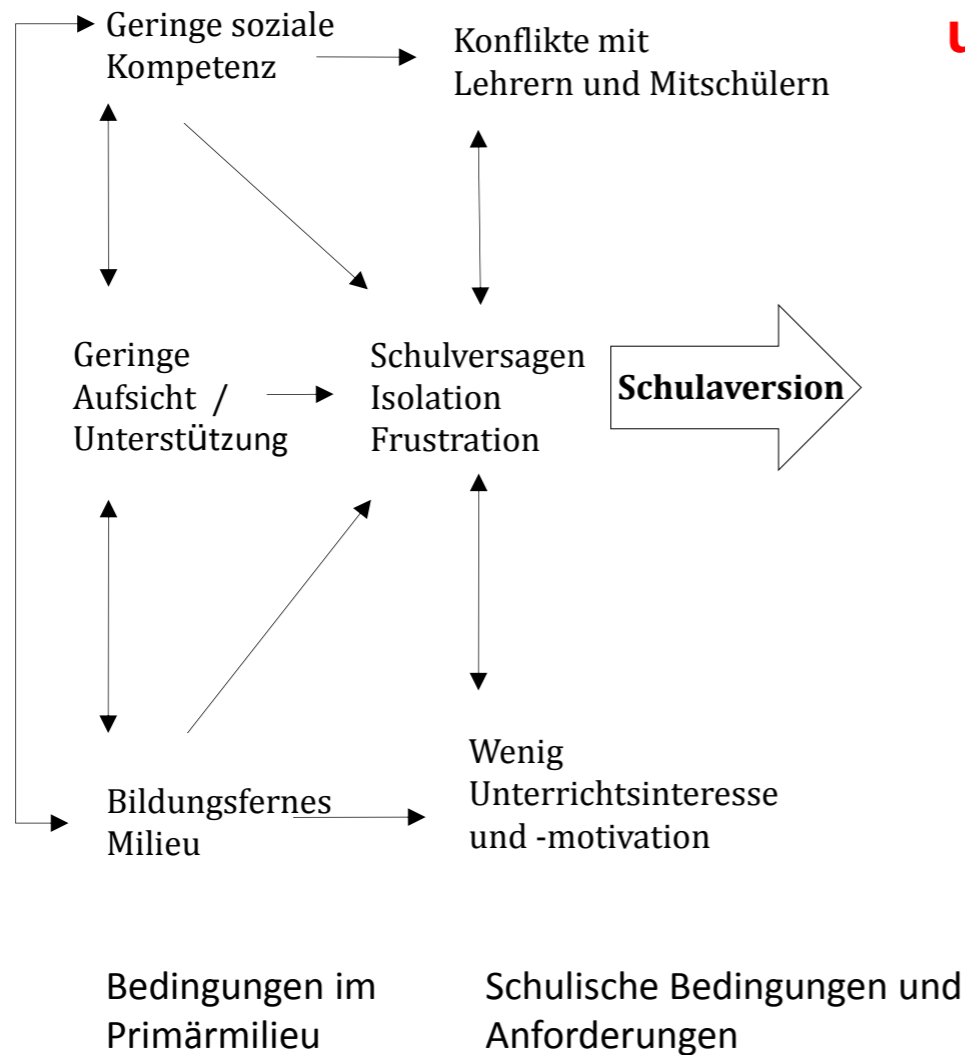 Geringe soziale
Kompetenz
Konflikte mit
Lehrern und Mitschülern
Geringe
Aufsicht /
Unterstützung
Schulversagen
Isolation
Frustration
Schulaversion
Bildungsfernes
Milieu
Wenig
Unterrichtsinteresse
und -motivation
Bedingungen im
Primärmilieu
Schulische Bedingungen und
Anforderungen